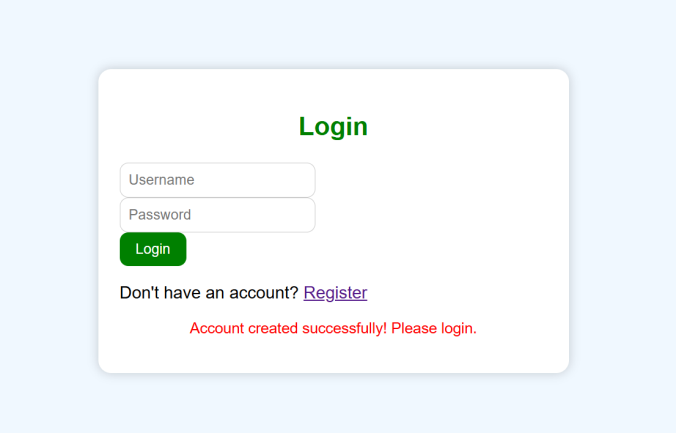 Login
Username
Password
Login
Don't have an account? Register
Account created successfully! Please login.